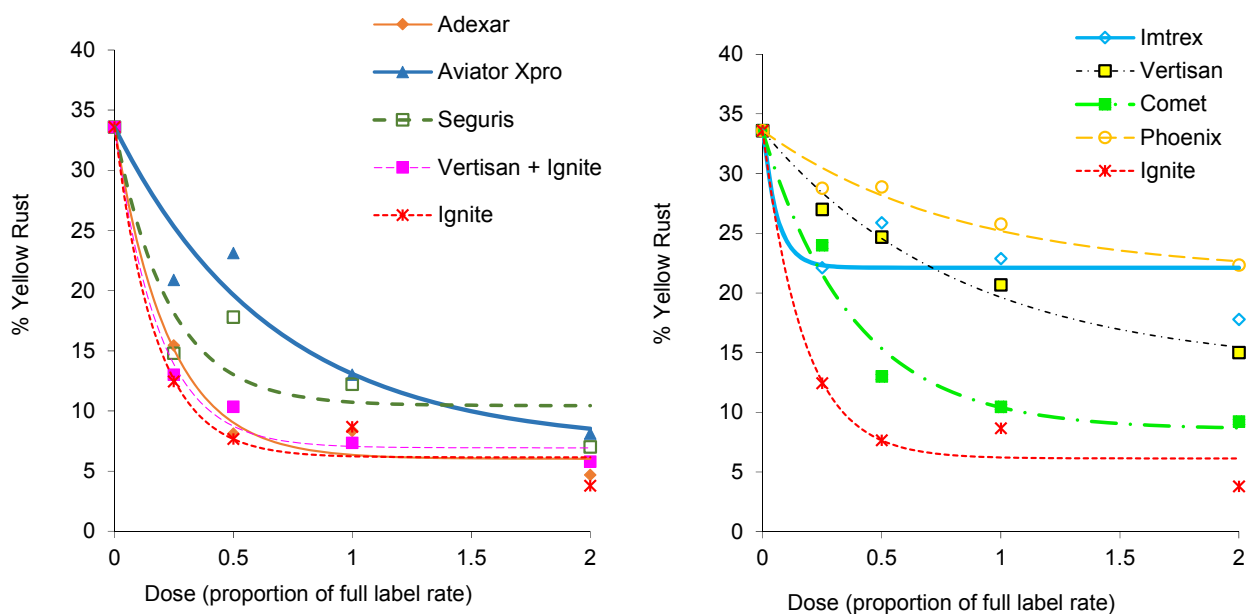 Adexar
Aviator Xpro
Seguris
Vertisan + Ignite
Ignite
% Yellow Rust
40
35
30
25
20
15
10
5
0
0
0.5
1
1.5
2
Dose (proportion of full label rate)
Imtrex
Vertisan
Comet
Phoenix
Ignite
% Yellow Rust
40
35
30
25
20
15
10
5
0
0
0.5
1
1.5
2
Dose (proportion of full label rate)